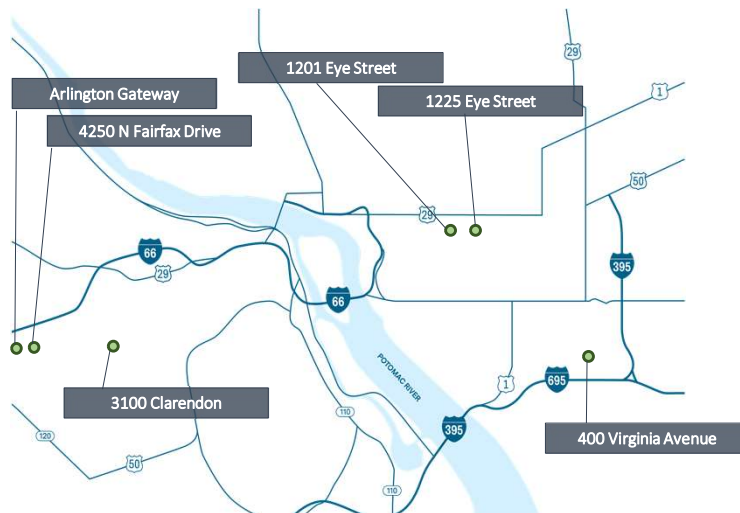 29
1201 Eye Street
Arlington Gateway
1225 Eye Street
1
4250 N Fairfax Drive
50
29
66
29
395
66
POTOMAC RIVER
1
695
3100 Clarendon
110
395
400 Virginia Avenue
120
50
110